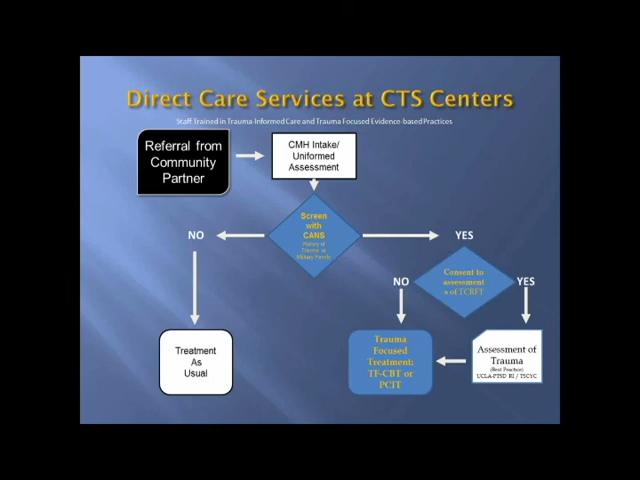 Direct Care Services at CTS Centers
Staff Trained in Trauma-Informed Care and Trauma Focused Evidence-based Practices
Referral from
Community
Partner
CMH Intake/
Uniformed
Assessment
Screen
with
CANS
History of
Trauma or
Military Family
NO
YES
Consent to
assessment
s of TCRFT
NO
YES
Treatment
As
Usual
Trauma
Focused
Treatment:
TF-CBT or
PCIT
Assessment of
Trauma
(Best Practice)
UCLA-PTSD RI / TSCYC